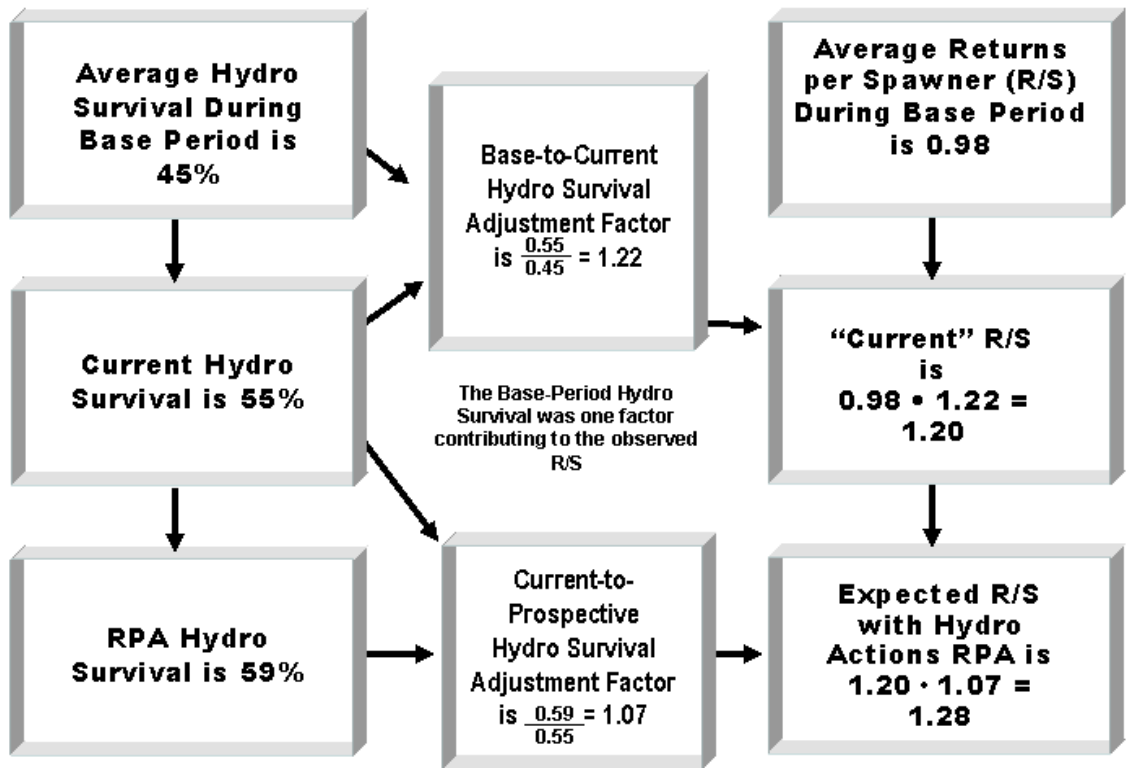 Average Hydro
Survival During
Base Period is
45%
Current Hydro
Survival is 55%
RPA Hydro
Survival is 59%
Base-to-Current
Hydro Survival
Adjustment Factor
is 0.55/0.45 = 1.22
The Base-Period Hydro
Survival was one factor
contributing to the observed
R/S
Current-to-
Prospective
Hydro Survival
Adjustment Factor
is 0.59/0.55 = 1.07
Average Returns
per Spawner (R/S)
During Base Period
is 0.98
“Current” R/S
is
0.98 • 1.22 =
1.20
Expected R/S
with Hydro
Actions RPA is
1.20 · 1.07 =
1.28